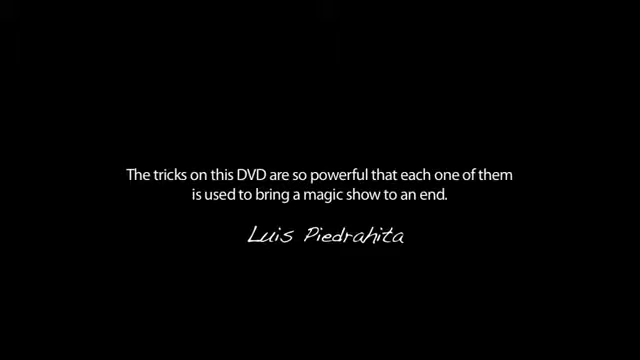 The tricks on this DVD are so powerful that each one of them
is used to bring a magic show to an end.
Luis Piedrahita